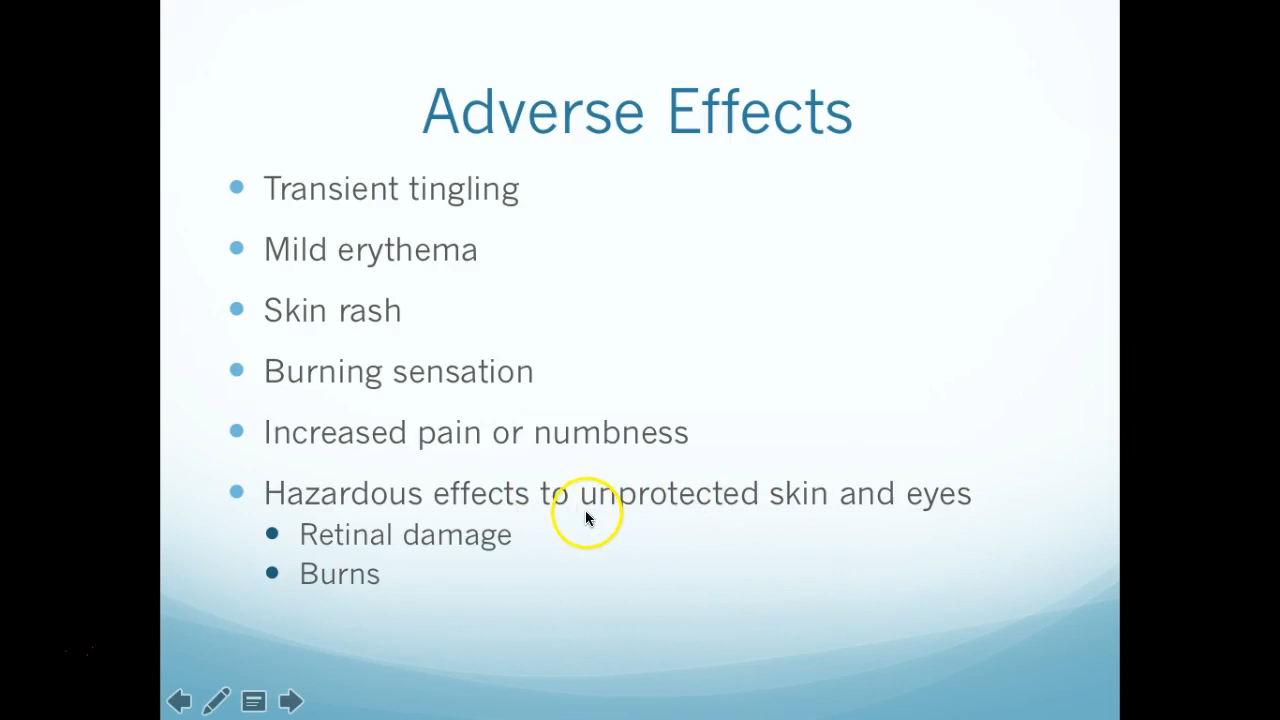 Adverse Effects
Transient tingling
Mild erythema
Skin rash
Burning sensation
Increased pain or numbness
Hazardous effects to unprotected skin and eyes
Retinal damage
Burns